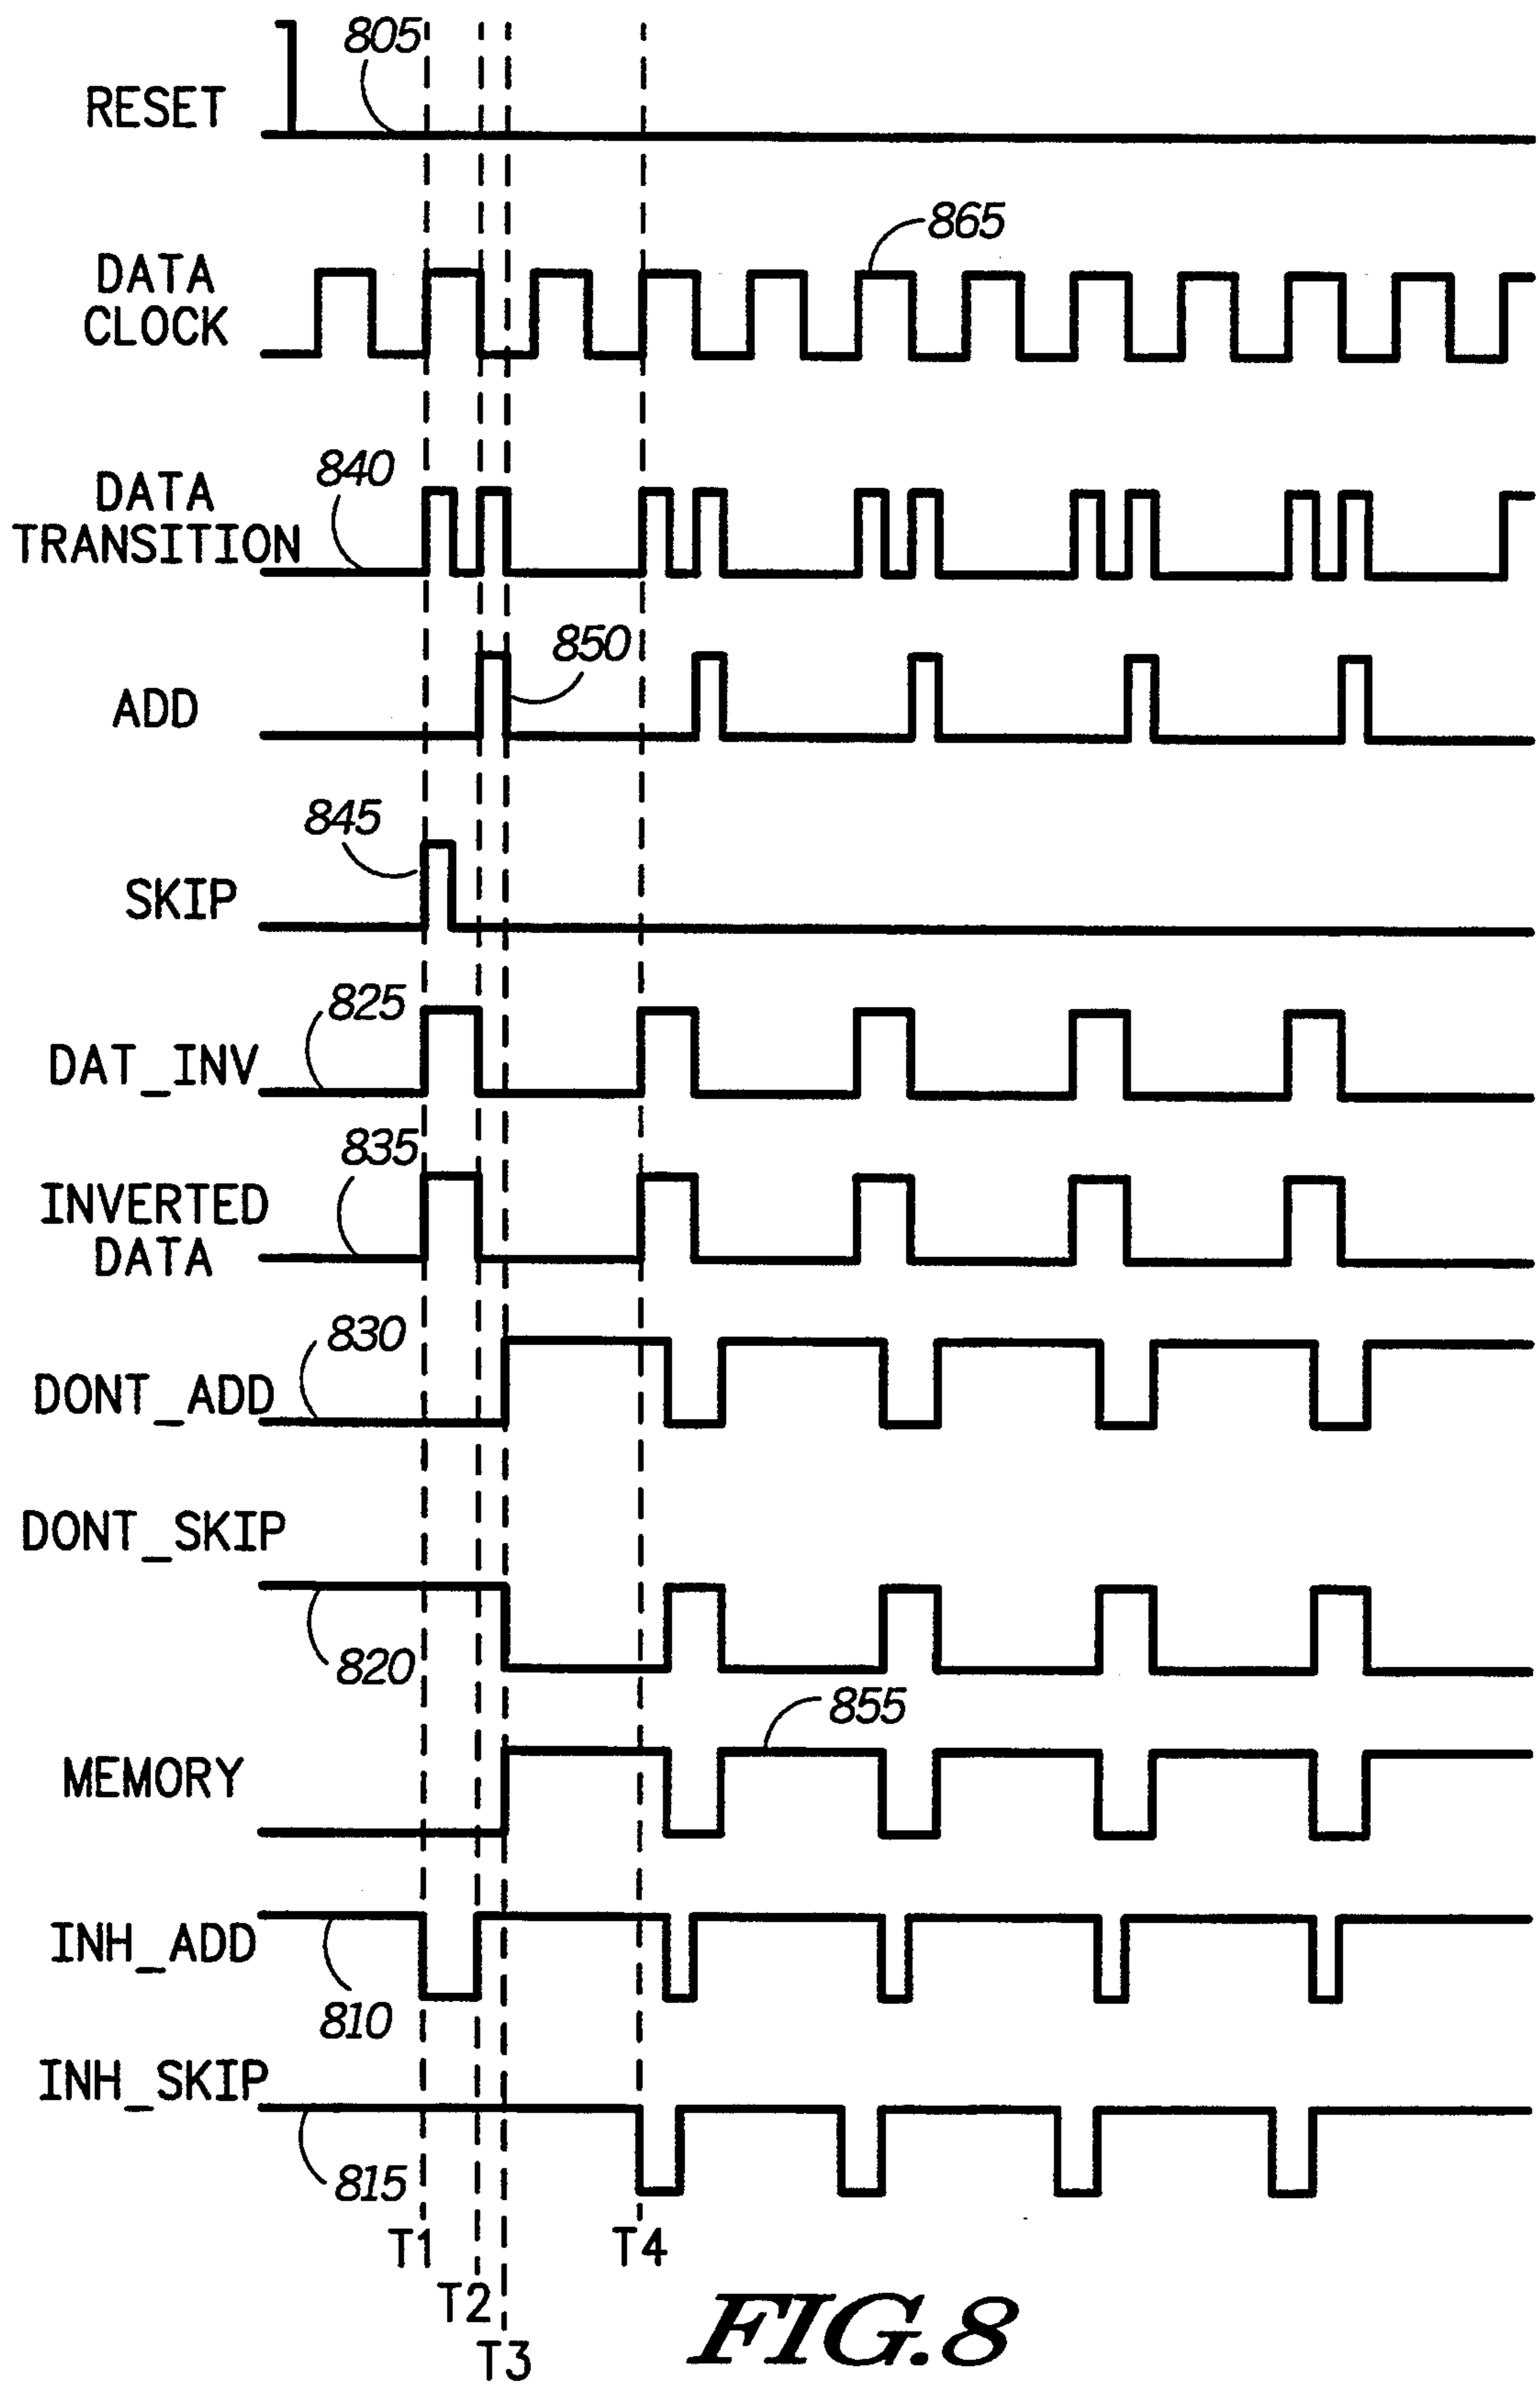 805
RESET
865
DATA
CLOCK
840
DATA
TRANSITION
850
ADD
845
SKIP
825
DAT_INV
835
INVERTED
DATA
830
DONT_ADD
DONT_SKIP
820
855
MEMORY
INH_ADD
810
INH_SKIP
815
T1
T4
T2
T3
FIG.8